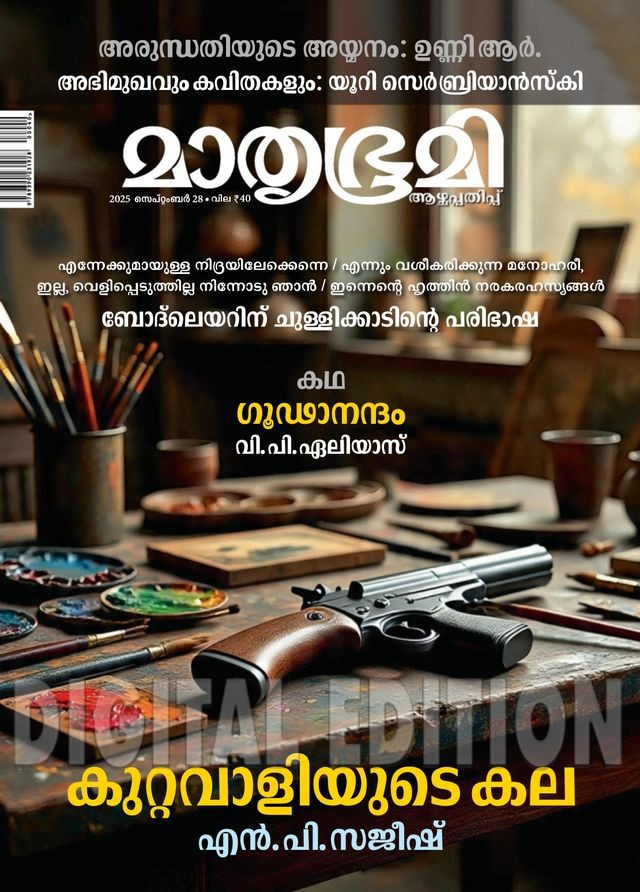 അരുന്ധതിയുടെ അയ്മനം: ഉണ്ണി ആർ.
അഭിമുഖവും കവിതകളും: യൂറി സെർബ്രിയാൻസ്കി
മാതൃഭൂമി
ആഴ്ചപ്പതിപ്പ്
2025 സെപ്റ്റംബർ 28 • വില ₹40
എന്നേക്കുമായുള്ള നിദ്രയിലേക്കെന്നെ / എന്നും വശീകരിക്കുന്ന മനോഹരീ,
ഇല്ല, വെളിപ്പെടുത്തില്ല നിന്നോടു ഞാൻ / ഇന്നെന്റെ ഹൃത്തിൻ നരകരഹസ്യങ്ങൾ
ബോദ്‌ലെയറിന് ചുള്ളിക്കാടിന്റെ പരിഭാഷ
കഥ
ഗൂഢാനന്ദം
വി.പി.ഏലിയാസ്
DIGITAL EDITION
കുറ്റവാളിയുടെ കല
എൻ.പി.സജീഷ്